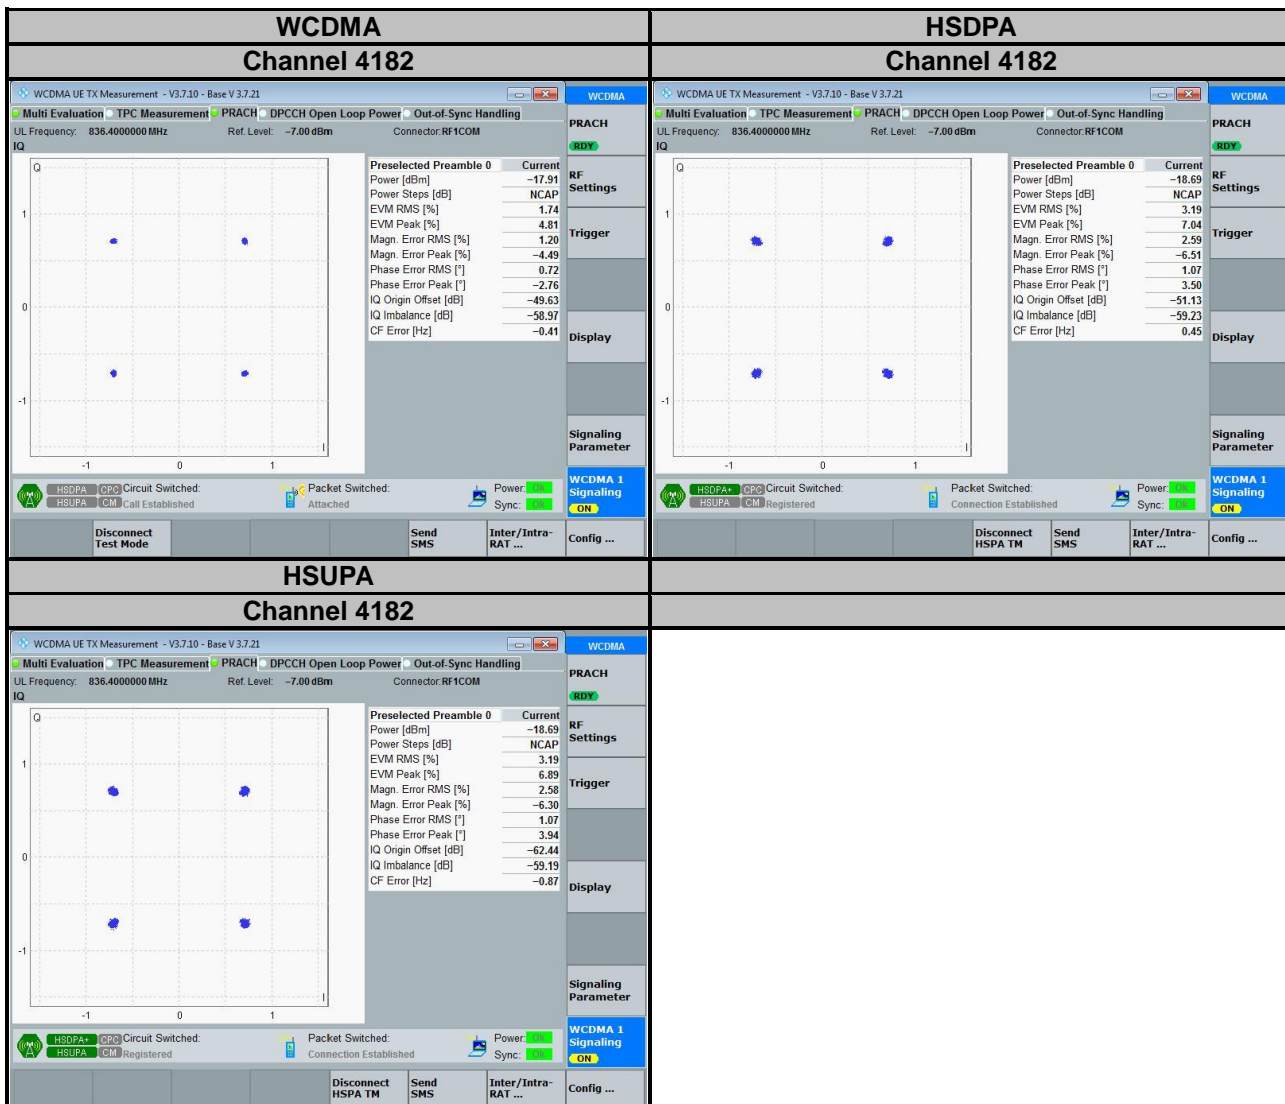 WCDMA
Channel 4182
WCDMA UE TX Measurement - V3.7.10 - Base V 3.7.21
WCDMA
Multi Evaluation TPC Measurement PRACH DPCCH Open Loop Power Out-of-Sync Handling
UL Frequency: 836.4000000 MHz Ref. Level: -7.00 dBm Connector:RF1COM
IQ
PRACH
RDY
RF Settings
Trigger
Display
Signaling Parameter
WCDMA 1 Signaling
ON
Config ...
Q
1
0
-1
-1 0 1
I
Preselected Preamble 0 Current
Power [dBm] -17.91
Power Steps [dB] NCAP
EVM RMS [%] 1.74
EVM Peak [%] 4.81
Magn. Error RMS [%] 1.20
Magn. Error Peak [%] -4.49
Phase Error RMS [°] 0.72
Phase Error Peak [°] -2.76
IQ Origin Offset [dB] -49.63
IQ Imbalance [dB] -58.97
CF Error [Hz] -0.41
HSDPA CPC Circuit Switched: Packet Switched: Power: Ok
HSUPA CM Call Established Attached Sync: Ok
Disconnect Test Mode
Send SMS
Inter/Intra-RAT ...
HSDPA
Channel 4182
WCDMA UE TX Measurement - V3.7.10 - Base V 3.7.21
WCDMA
Multi Evaluation TPC Measurement PRACH DPCCH Open Loop Power Out-of-Sync Handling
UL Frequency: 836.4000000 MHz Ref. Level: -7.00 dBm Connector:RF1COM
IQ
PRACH
RDY
RF Settings
Trigger
Display
Signaling Parameter
WCDMA 1 Signaling
ON
Config ...
Q
1
0
-1
-1 0 1
I
Preselected Preamble 0 Current
Power [dBm] -18.69
Power Steps [dB] NCAP
EVM RMS [%] 3.19
EVM Peak [%] 7.04
Magn. Error RMS [%] 2.59
Magn. Error Peak [%] -6.51
Phase Error RMS [°] 1.07
Phase Error Peak [°] 3.50
IQ Origin Offset [dB] -51.13
IQ Imbalance [dB] -59.23
CF Error [Hz] 0.45
HSDPA+ CPC Circuit Switched: Packet Switched: Power: Ok
HSUPA CM Registered Connection Established Sync: Ok
Disconnect HSPA TM
Send SMS
Inter/Intra-RAT ...
HSUPA
Channel 4182
WCDMA UE TX Measurement - V3.7.10 - Base V 3.7.21
WCDMA
Multi Evaluation TPC Measurement PRACH DPCCH Open Loop Power Out-of-Sync Handling
UL Frequency: 836.4000000 MHz Ref. Level: -7.00 dBm Connector:RF1COM
IQ
PRACH
RDY
RF Settings
Trigger
Display
Signaling Parameter
WCDMA 1 Signaling
ON
Config ...
Q
1
0
-1
-1 0 1
I
Preselected Preamble 0 Current
Power [dBm] -18.69
Power Steps [dB] NCAP
EVM RMS [%] 3.19
EVM Peak [%] 6.89
Magn. Error RMS [%] 2.58
Magn. Error Peak [%] -6.30
Phase Error RMS [°] 1.07
Phase Error Peak [°] 3.94
IQ Origin Offset [dB] -62.44
IQ Imbalance [dB] -59.19
CF Error [Hz] -0.87
HSDPA+ CPC Circuit Switched: Packet Switched: Power: Ok
HSUPA CM Registered Connection Established Sync: Ok
Disconnect HSPA TM
Send SMS
Inter/Intra-RAT ...